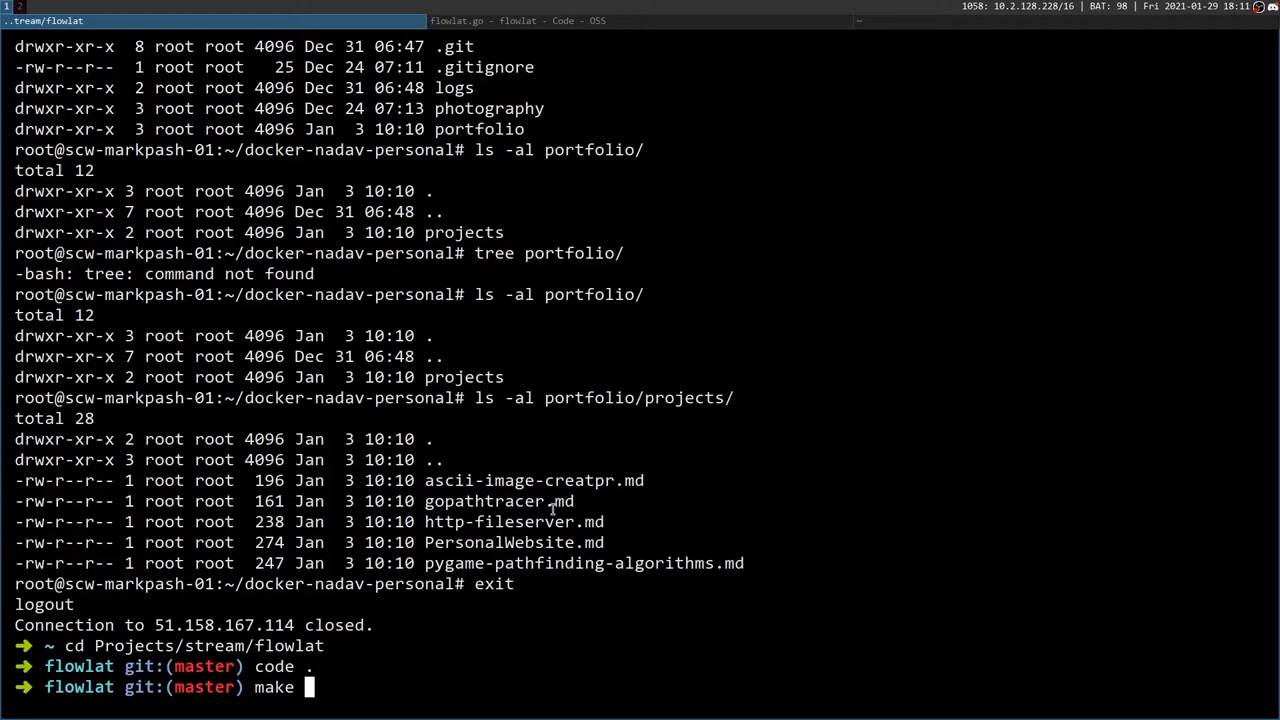 1 2 1058: 10.2.128.228/16 | BAT: 98 | Fri 2021-01-29 18:11
..tream/flowlat flowlat.go - flowlat - Code - OSS ~
drwxr-xr-x 8 root root 4096 Dec 31 06:47 .git
-rw-r--r-- 1 root root 25 Dec 24 07:11 .gitignore
drwxr-xr-x 2 root root 4096 Dec 31 06:48 logs
drwxr-xr-x 3 root root 4096 Dec 24 07:13 photography
drwxr-xr-x 3 root root 4096 Jan 3 10:10 portfolio
root@scw-markpash-01:~/docker-nadav-personal# ls -al portfolio/
total 12
drwxr-xr-x 3 root root 4096 Jan 3 10:10 .
drwxr-xr-x 7 root root 4096 Dec 31 06:48 ..
drwxr-xr-x 2 root root 4096 Jan 3 10:10 projects
root@scw-markpash-01:~/docker-nadav-personal# tree portfolio/
-bash: tree: command not found
root@scw-markpash-01:~/docker-nadav-personal# ls -al portfolio/
total 12
drwxr-xr-x 3 root root 4096 Jan 3 10:10 .
drwxr-xr-x 7 root root 4096 Dec 31 06:48 ..
drwxr-xr-x 2 root root 4096 Jan 3 10:10 projects
root@scw-markpash-01:~/docker-nadav-personal# ls -al portfolio/projects/
total 28
drwxr-xr-x 2 root root 4096 Jan 3 10:10 .
drwxr-xr-x 3 root root 4096 Jan 3 10:10 ..
-rw-r--r-- 1 root root 196 Jan 3 10:10 ascii-image-creatpr.md
-rw-r--r-- 1 root root 161 Jan 3 10:10 gopathtracer.md
-rw-r--r-- 1 root root 238 Jan 3 10:10 http-fileserver.md
-rw-r--r-- 1 root root 274 Jan 3 10:10 PersonalWebsite.md
-rw-r--r-- 1 root root 247 Jan 3 10:10 pygame-pathfinding-algorithms.md
root@scw-markpash-01:~/docker-nadav-personal# exit
logout
Connection to 51.158.167.114 closed.
➜ ~ cd Projects/stream/flowlat
➜ flowlat git:(master) code .
➜ flowlat git:(master) make